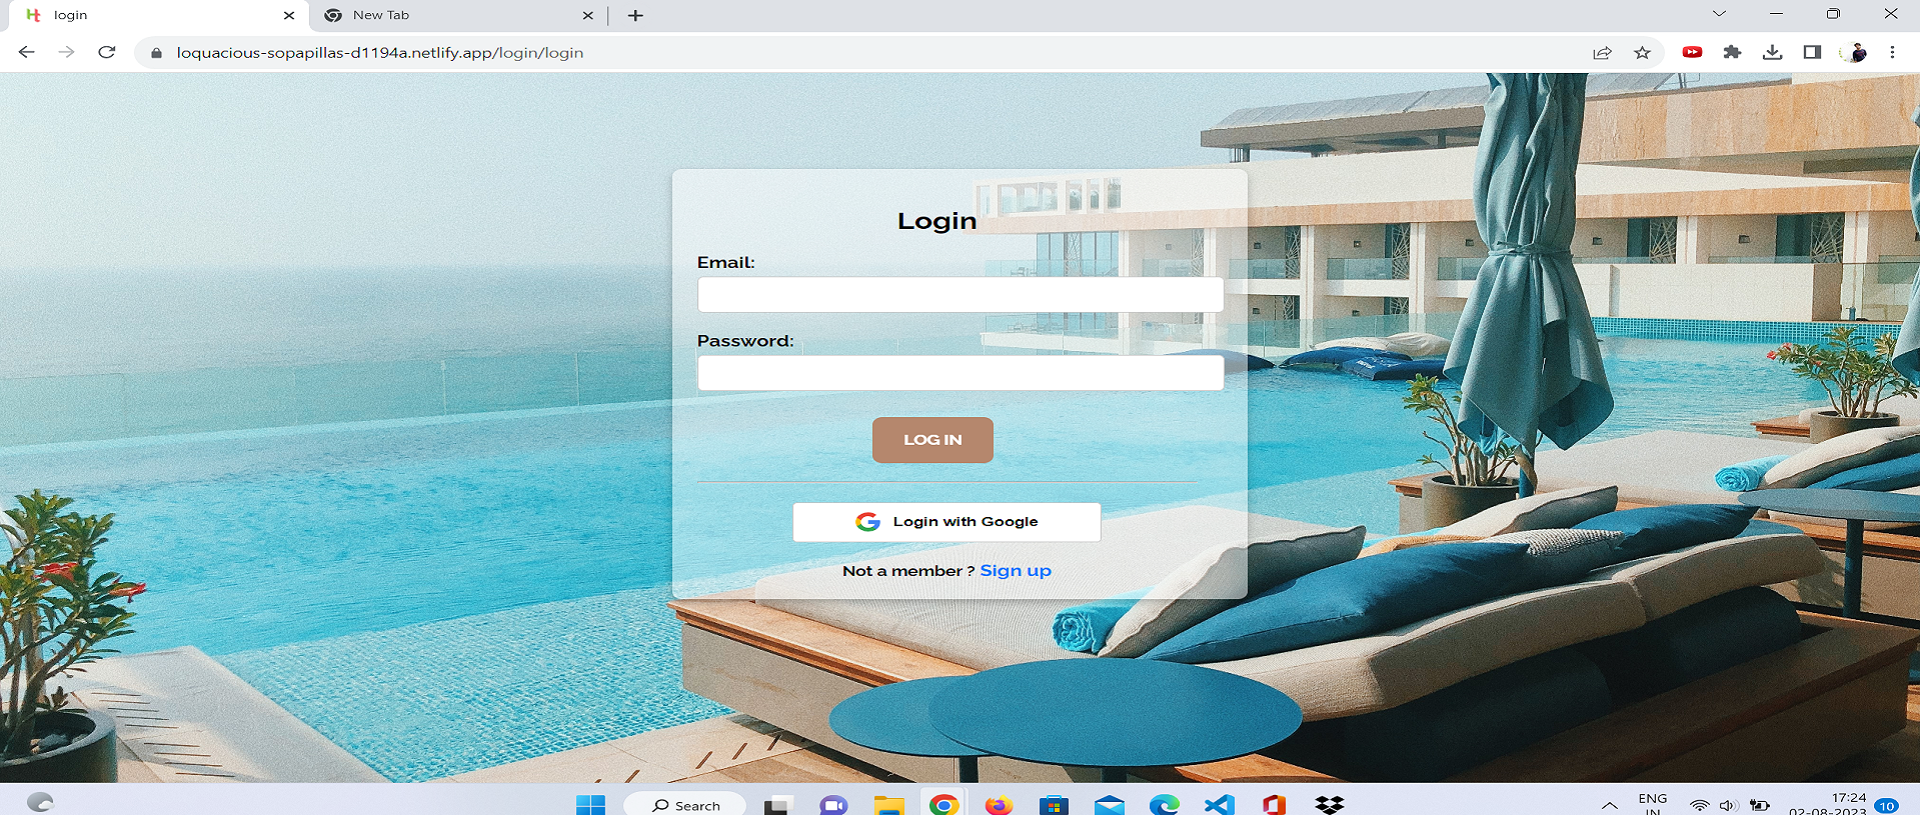 login
New Tab
loquacious-sopapillas-d1194a.netlify.app/login/login
Login
Email:
Password:
LOG IN
Login with Google
Not a member ? Sign up
Search
ENG
IN
17:24
02-08-2023
10